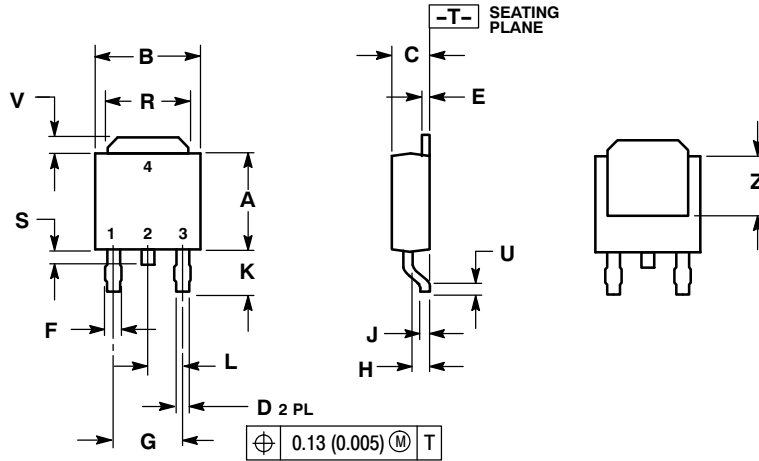 –T– SEATING
PLANE
B
C
V
R
E
4
A
Z
S
1 2 3
K
U
F
J
L
H
D 2 PL
G
⌖ 0.13 (0.005) Ⓜ T